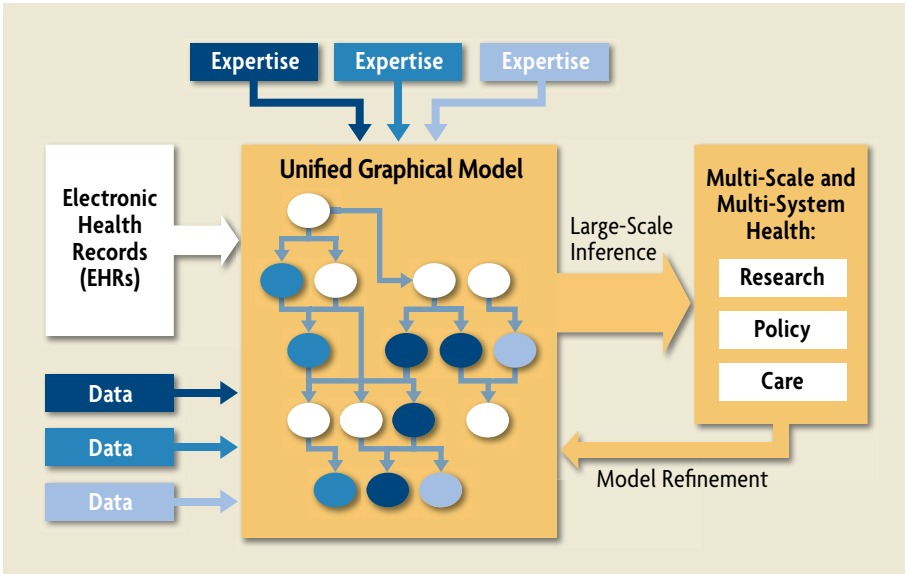 Expertise
Expertise
Expertise
Unified Graphical Model
Electronic
Health
Records
(EHRs)
Data
Data
Data
Large-Scale
Inference
Multi-Scale and
Multi-System
Health:
Research
Policy
Care
Model Refinement